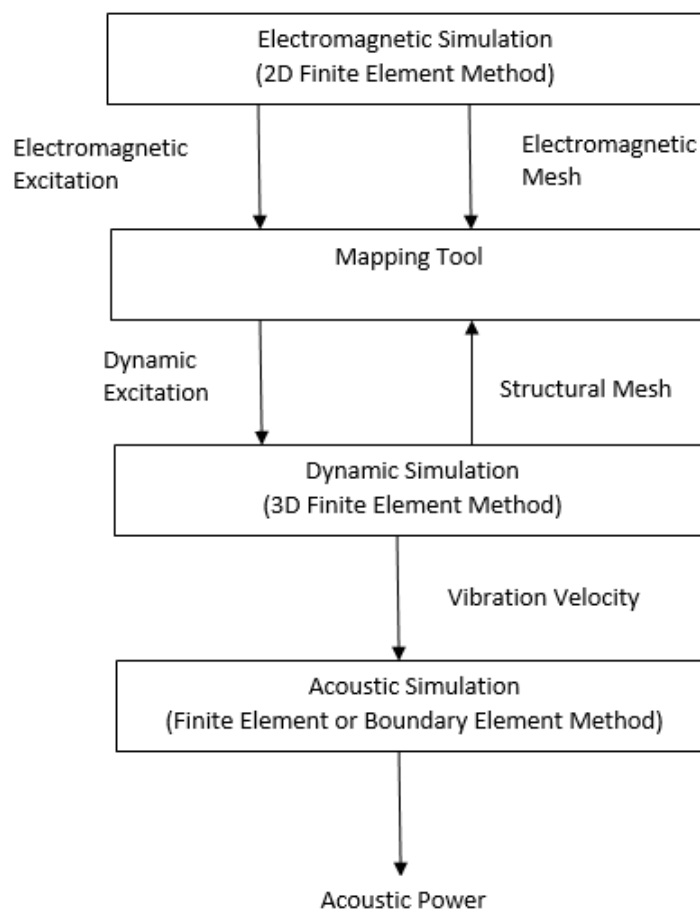 Electromagnetic Simulation
(2D Finite Element Method)
Electromagnetic
Excitation
Electromagnetic
Mesh
Mapping Tool
Dynamic
Excitation
Structural Mesh
Dynamic Simulation
(3D Finite Element Method)
Vibration Velocity
Acoustic Simulation
(Finite Element or Boundary Element Method)
Acoustic Power